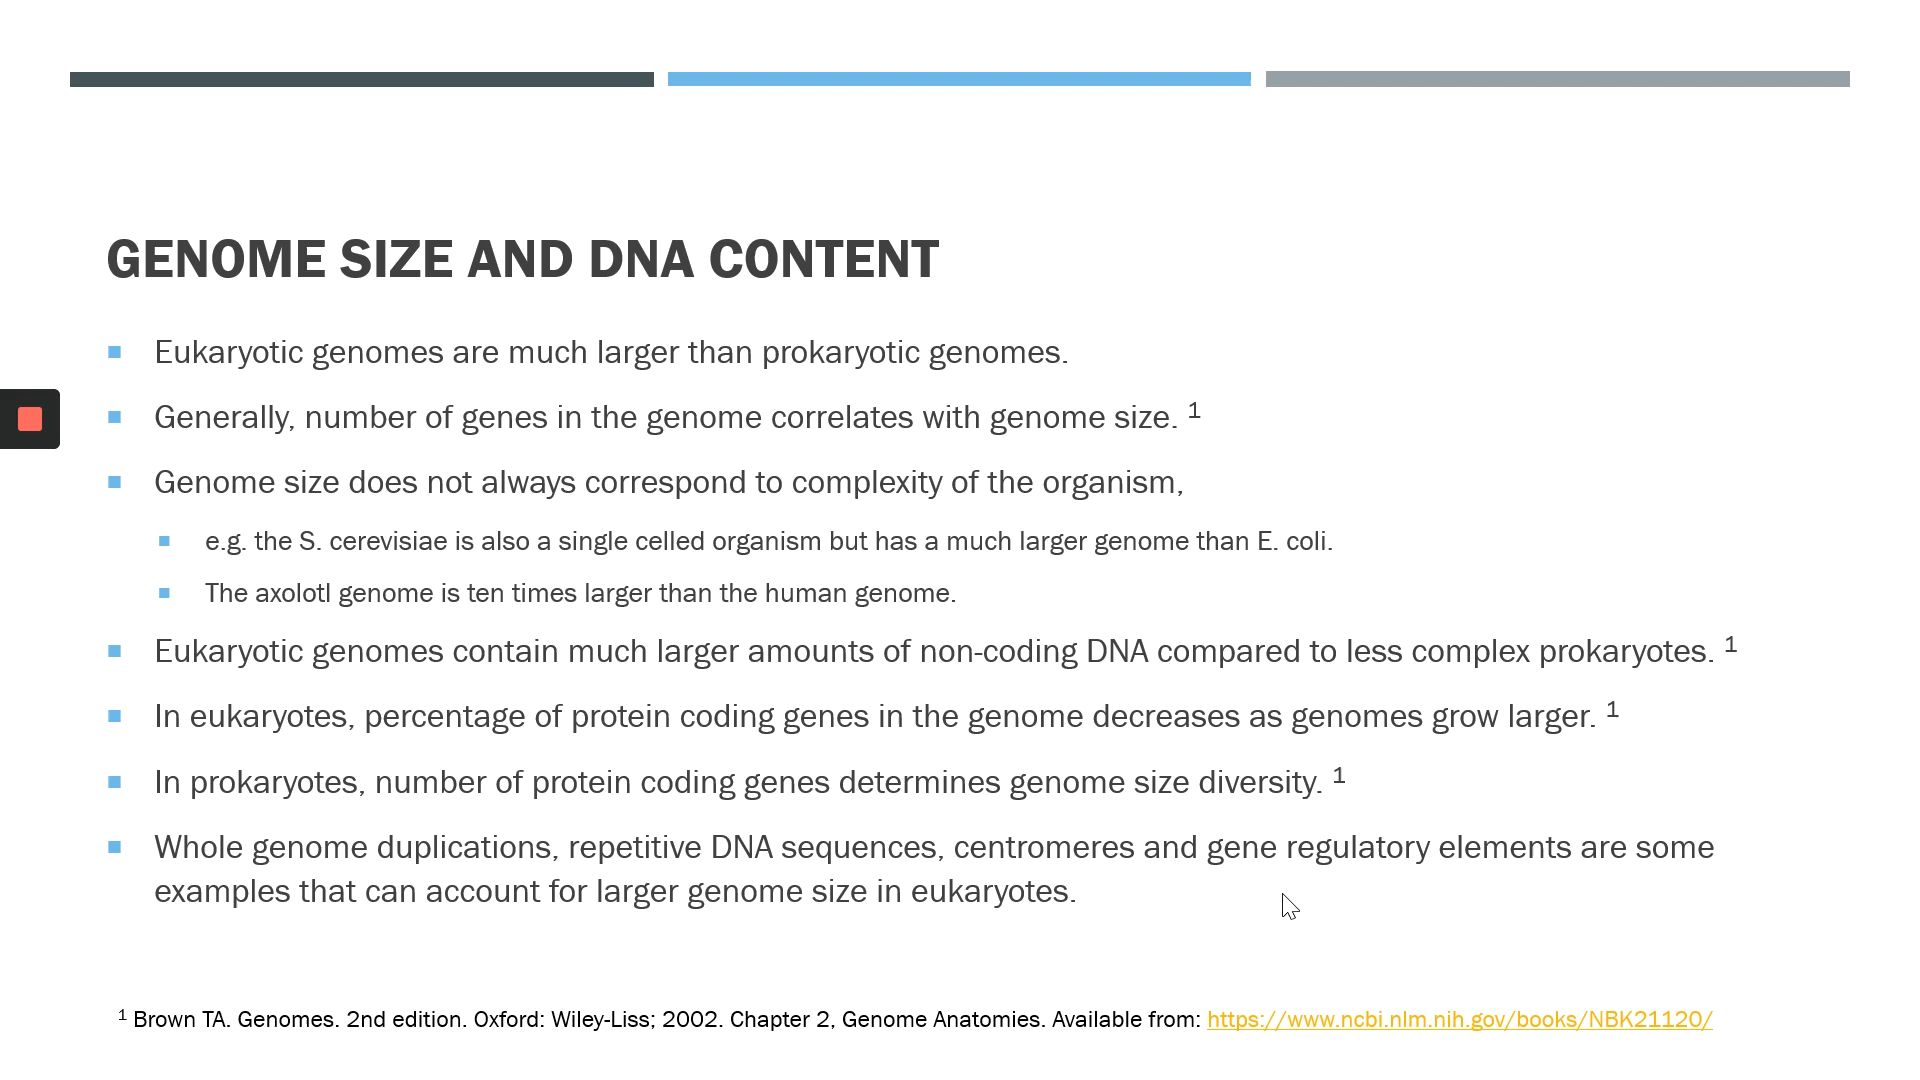 GENOME SIZE AND DNA CONTENT
Eukaryotic genomes are much larger than prokaryotic genomes.
Generally, number of genes in the genome correlates with genome size. 1
Genome size does not always correspond to complexity of the organism,
e.g. the S. cerevisiae is also a single celled organism but has a much larger genome than E. coli.
The axolotl genome is ten times larger than the human genome.
Eukaryotic genomes contain much larger amounts of non-coding DNA compared to less complex prokaryotes. 1
In eukaryotes, percentage of protein coding genes in the genome decreases as genomes grow larger. 1
In prokaryotes, number of protein coding genes determines genome size diversity. 1
Whole genome duplications, repetitive DNA sequences, centromeres and gene regulatory elements are some
examples that can account for larger genome size in eukaryotes.
1 Brown TA. Genomes. 2nd edition. Oxford: Wiley-Liss; 2002. Chapter 2, Genome Anatomies. Available from: https://www.ncbi.nlm.nih.gov/books/NBK21120/